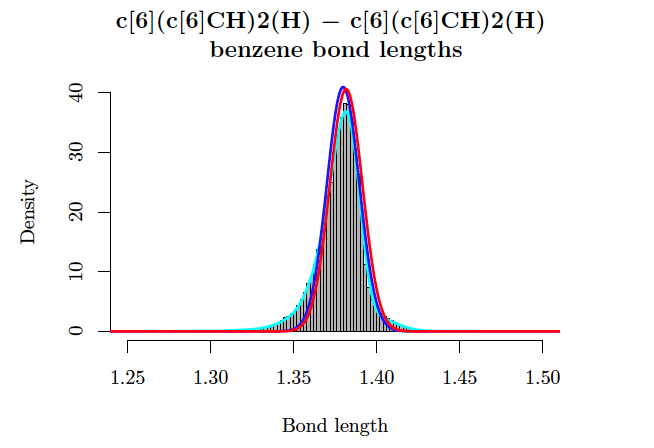 c[6](c[6]CH)2(H) − c[6](c[6]CH)2(H)
benzene bond lengths
40
30
20
10
0
Density
1.25 1.30 1.35 1.40 1.45 1.50
Bond length